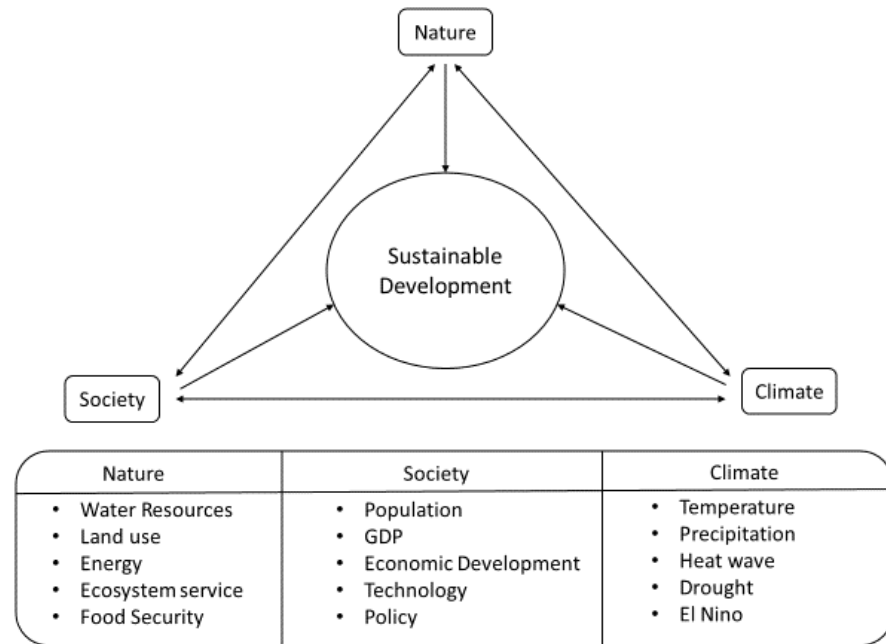 Nature
Sustainable
Development
Society
Climate
Nature
Society
Climate
• Water Resources
• Land use
• Energy
• Ecosystem service
• Food Security
• Population
• GDP
• Economic Development
• Technology
• Policy
• Temperature
• Precipitation
• Heat wave
• Drought
• El Nino